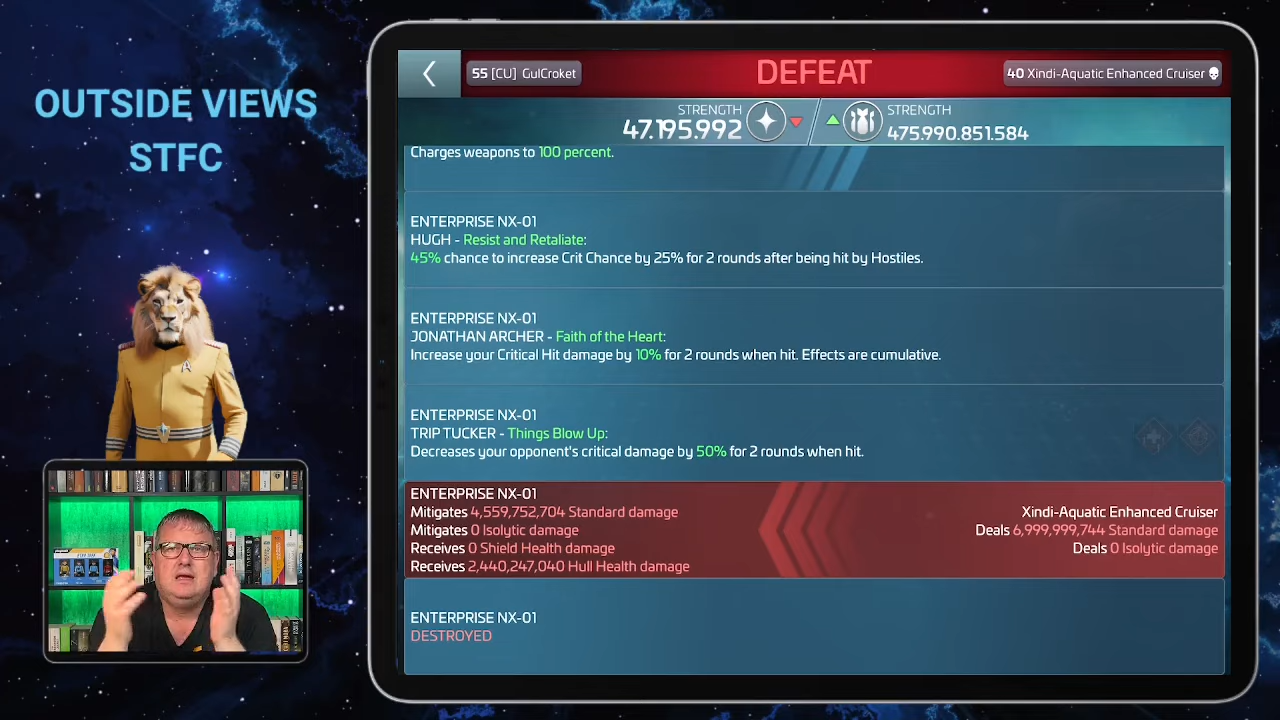 OUTSIDE VIEWS
STFC
55 [CU] GulCroket
DEFEAT
40 Xindi-Aquatic Enhanced Cruiser
STRENGTH
47.195.992
STRENGTH
475.990.851.584
Charges weapons to 100 percent.
ENTERPRISE NX-01
HUGH - Resist and Retaliate:
45% chance to increase Crit Chance by 25% for 2 rounds after being hit by Hostiles.
ENTERPRISE NX-01
JONATHAN ARCHER - Faith of the Heart:
Increase your Critical Hit damage by 10% for 2 rounds when hit. Effects are cumulative.
ENTERPRISE NX-01
TRIP TUCKER - Things Blow Up:
Decreases your opponent's critical damage by 50% for 2 rounds when hit.
ENTERPRISE NX-01
Mitigates 4,559,752,704 Standard damage
Mitigates 0 Isolytic damage
Receives 0 Shield Health damage
Receives 2,440,247,040 Hull Health damage
Xindi-Aquatic Enhanced Cruiser
Deals 6,999,999,744 Standard damage
Deals 0 Isolytic damage
ENTERPRISE NX-01
DESTROYED